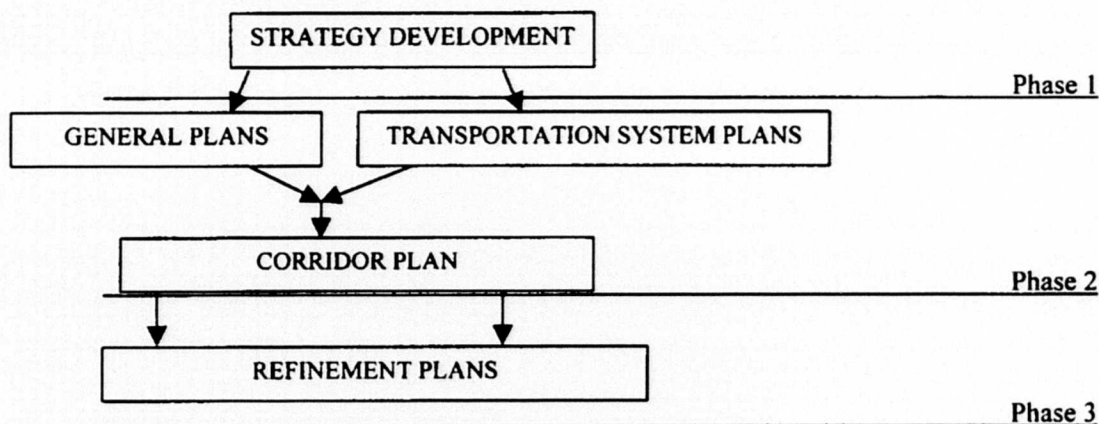 STRATEGY DEVELOPMENT
Phase 1
GENERAL PLANS
TRANSPORTATION SYSTEM PLANS
CORRIDOR PLAN
Phase 2
REFINEMENT PLANS
Phase 3